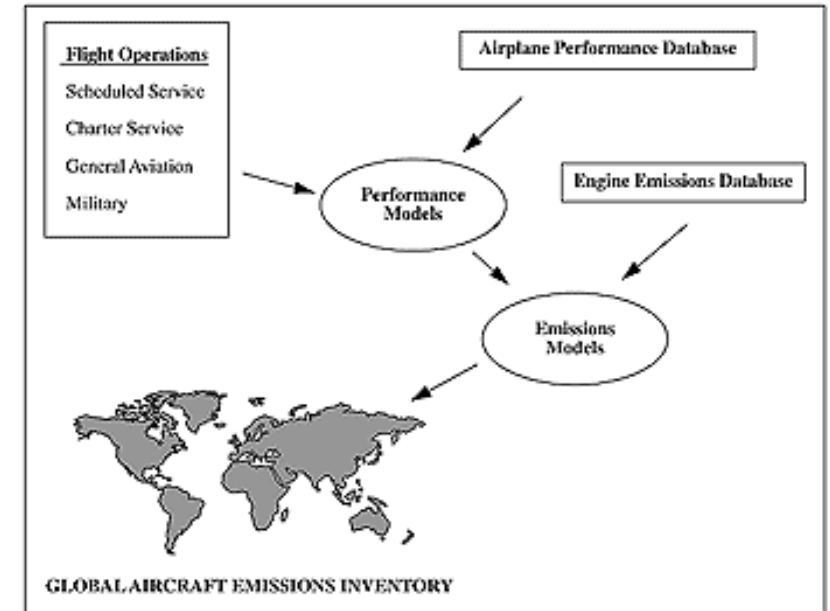 Flight Operations
Scheduled Service
Charter Service
General Aviation
Military
Airplane Performance Database
Performance
Models
Engine Emissions Database
Emissions
Models
GLOBAL AIRCRAFT EMISSIONS INVENTORY